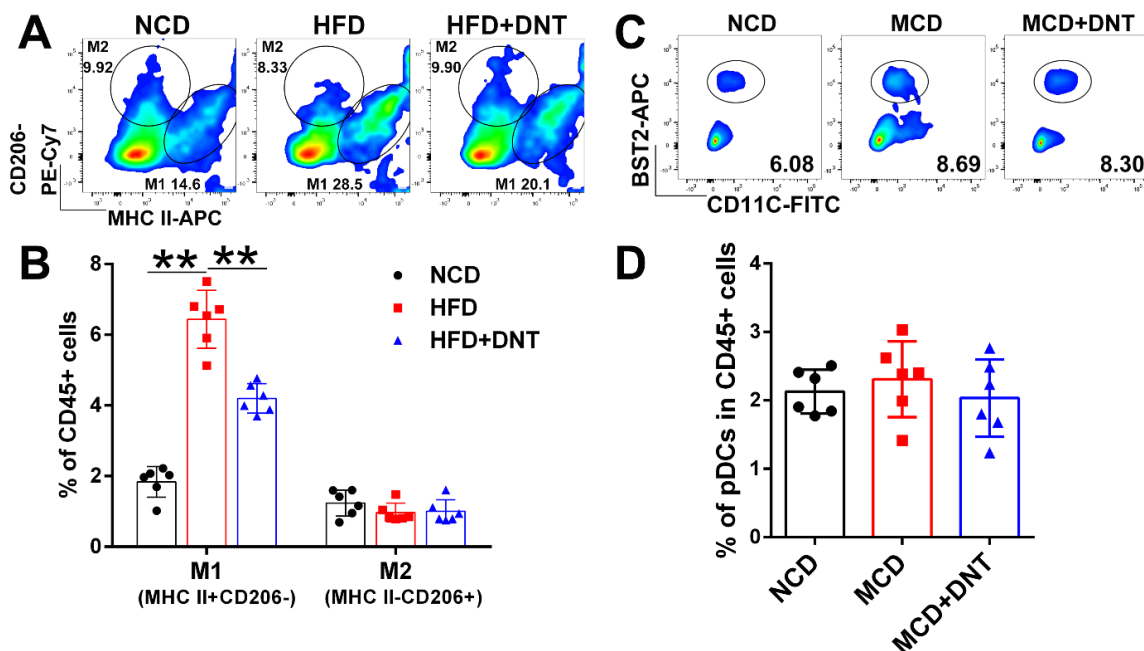 A
NCD
HFD
HFD+DNT
M2
9.92
M2
8.33
M2
9.90
CD206-
PE-Cy7
M1 14.6
M1 28.5
M1 20.1
MHC II-APC
C
NCD
MCD
MCD+DNT
BST2-APC
6.08
8.69
8.30
CD11C-FITC
B
**
**
NCD
HFD
HFD+DNT
% of CD45+ cells
8
6
4
2
0
M1
(MHC II+CD206-)
M2
(MHC II-CD206+)
D
% of pDCs in CD45+ cells
4
3
2
1
0
NCD
MCD
MCD+DNT